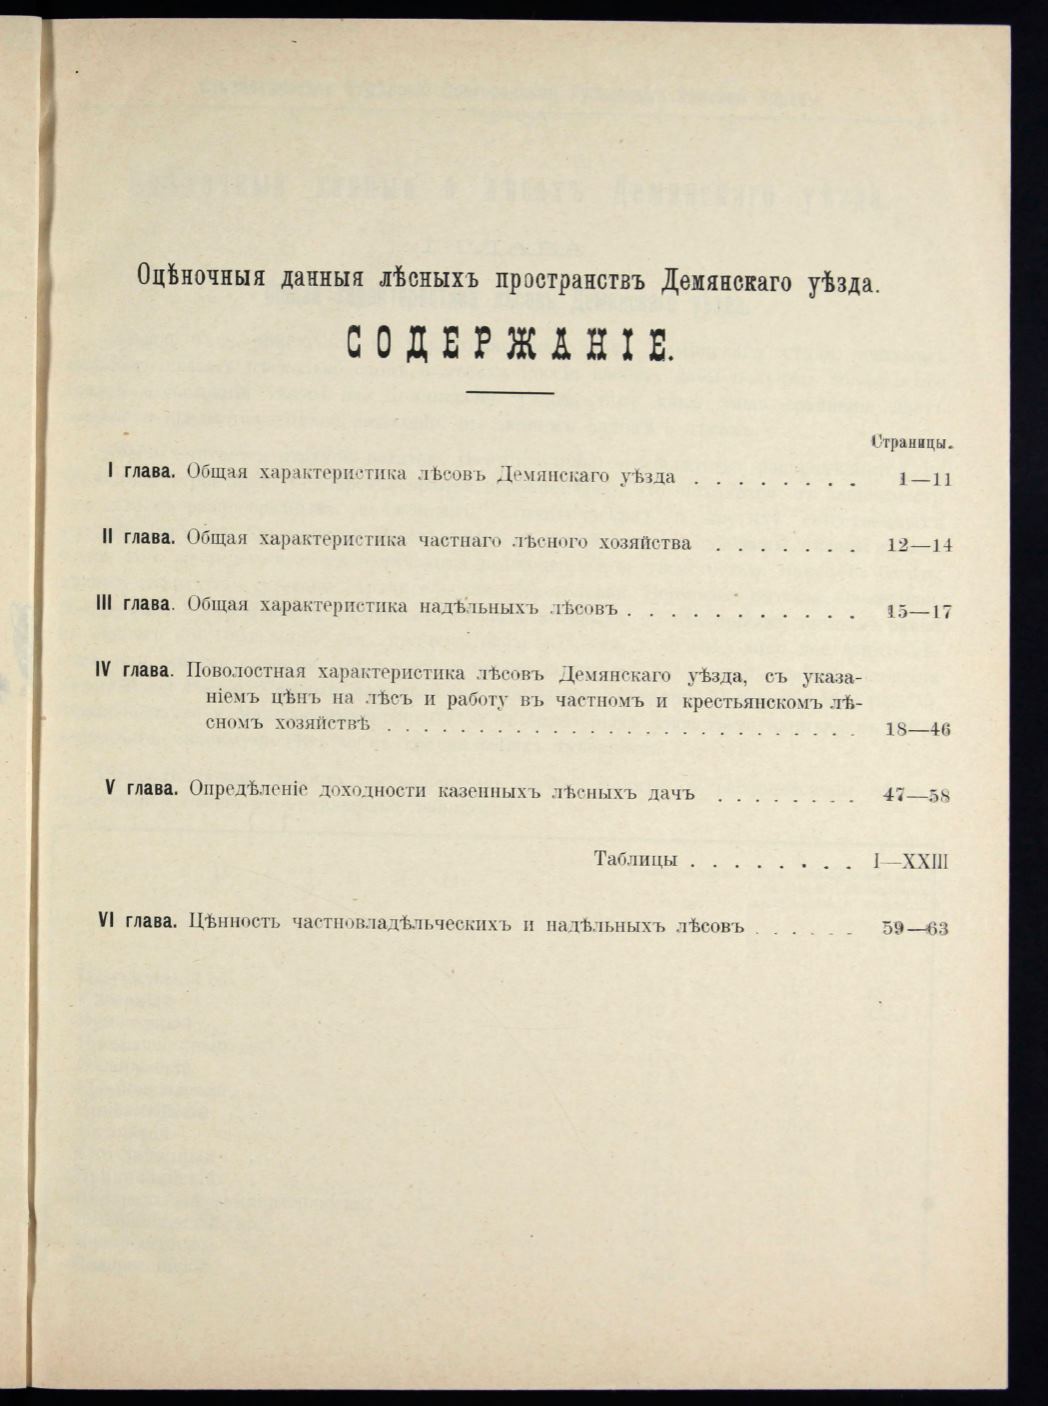 Оцѣночныя данныя лѣсныхъ пространствъ Демянскаго уѣзда.
СОДЕРЖАНІЕ.
Страницы.
I глава. Общая характеристика лѣсовъ Демянскаго уѣзда . . . . . . . . 1—11
II глава. Общая характеристика частнаго лѣсного хозяйства . . . . . . . 12—14
III глава. Общая характеристика надѣльныхъ лѣсовъ . . . . . . . . . . . 15—17
IV глава. Поволостная характеристика лѣсовъ Демянскаго уѣзда, съ указа-
ніемъ цѣнъ на лѣсъ и работу въ частномъ и крестьянскомъ лѣ-
сномъ хозяйствѣ . . . . . . . . . . . . . . . . . . . . . . . . 18—46
V глава. Опредѣленіе доходности казенныхъ лѣсныхъ дачъ . . . . . . . . 47—58
Таблицы . . . . . . . . I—XXIII
VI глава. Цѣнность частновладѣльческихъ и надѣльныхъ лѣсовъ . . . . . . 59—63